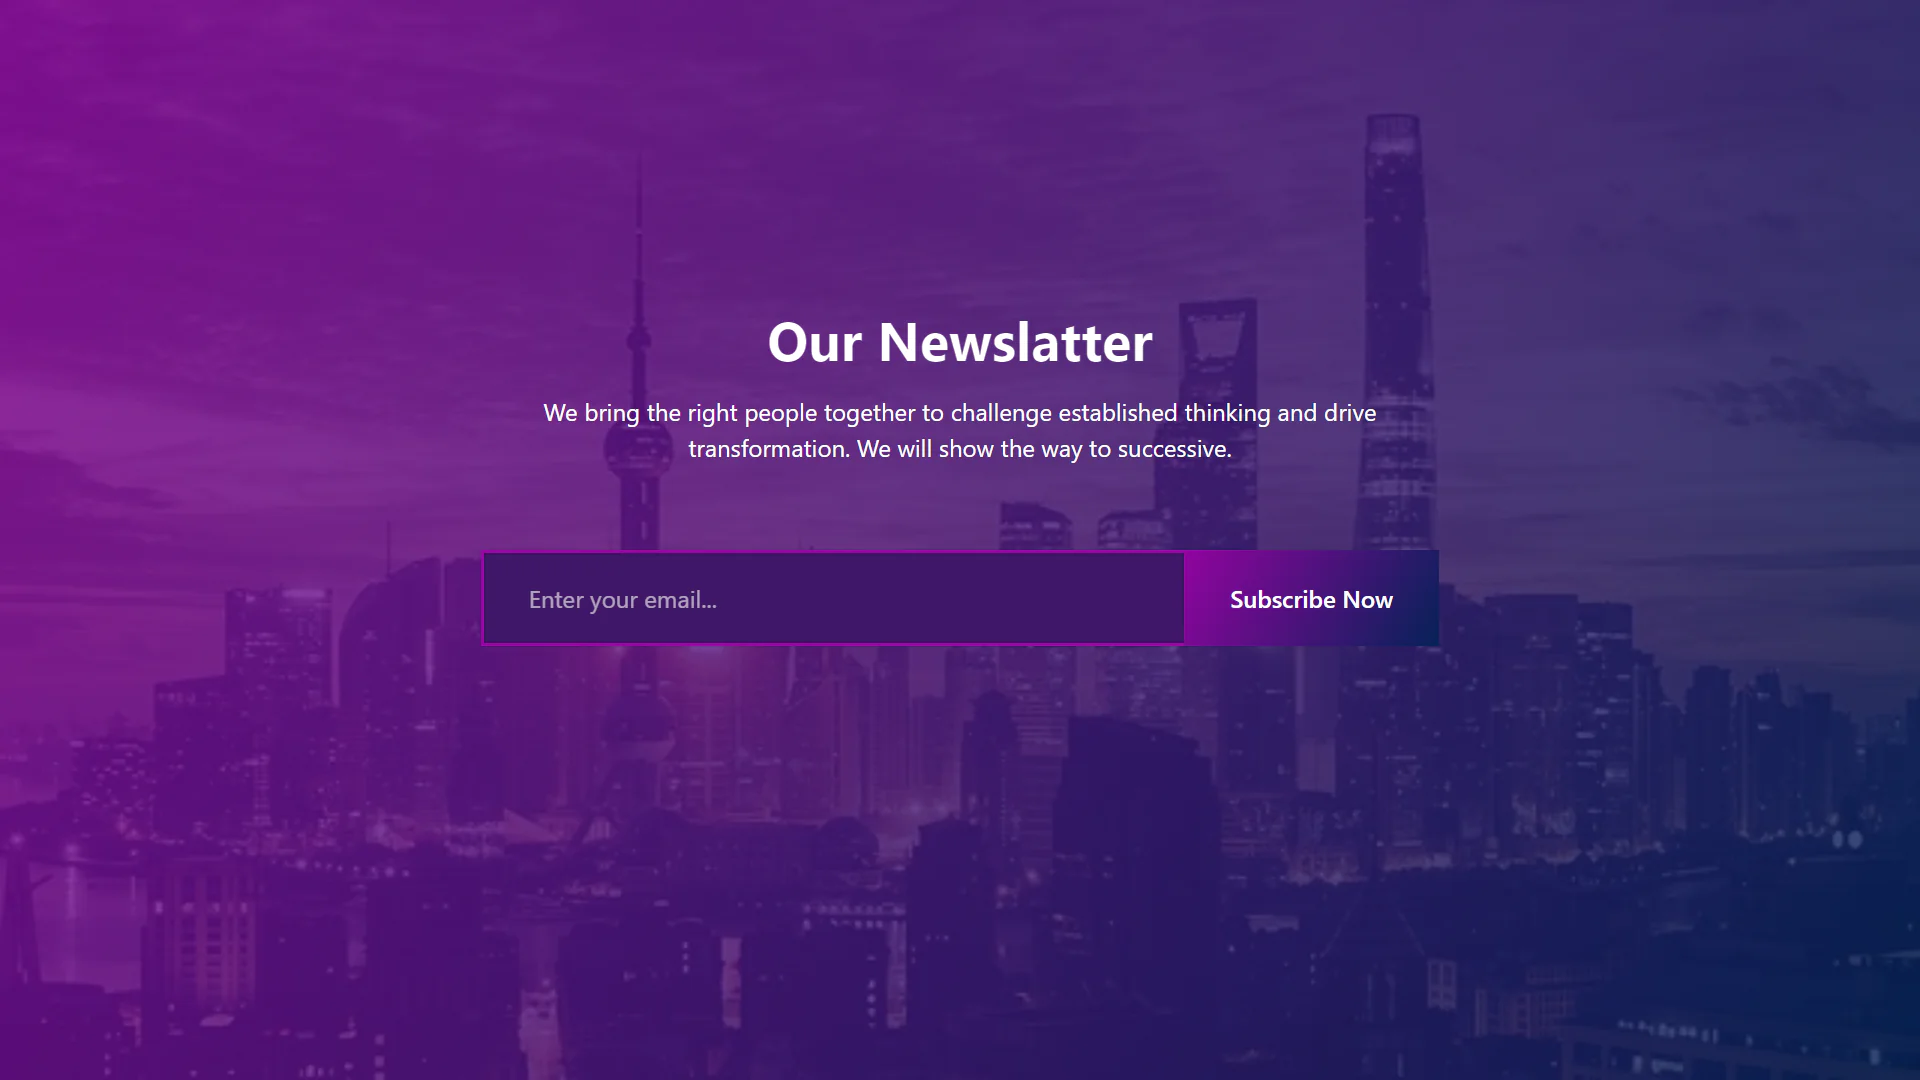 Our Newslatter
We bring the right people together to challenge established thinking and drive
transformation. We will show the way to successive.
Enter your email...
Subscribe Now